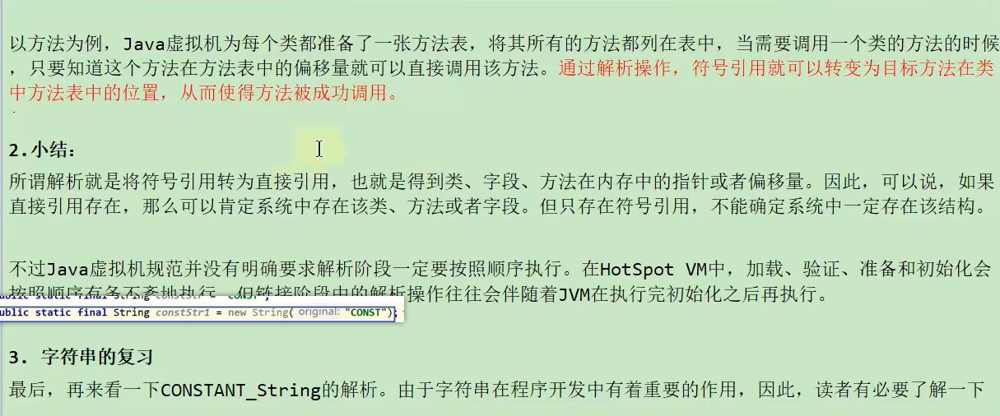 以方法为例，Java虚拟机为每个类都准备了一张方法表，将其所有的方法都列在表中，当需要调用一个类的方法的时候
，只要知道这个方法在方法表中的偏移量就可以直接调用该方法。通过解析操作，符号引用就可以转变为目标方法在类
中方法表中的位置，从而使得方法被成功调用。
2.小结：
所谓解析就是将符号引用转为直接引用，也就是得到类、字段、方法在内存中的指针或者偏移量。因此，可以说，如果
直接引用存在，那么可以肯定系统中存在该类、方法或者字段。但只存在符号引用，不能确定系统中一定存在该结构。
不过Java虚拟机规范并没有明确要求解析阶段一定要按照顺序执行。在HotSpot VM中，加载、验证、准备和初始化会
按照顺序有条不紊地执行，但链接阶段中的解析操作往往会伴随着JVM在执行完初始化之后再执行。
ublic static final String constStr1 = new String( original: "CONST");
3. 字符串的复习
最后，再来看一下CONSTANT_String的解析。由于字符串在程序开发中有着重要的作用，因此，读者有必要了解一下